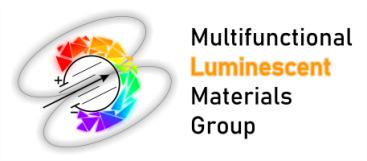 Multifunctional
Luminescent
Materials
Group